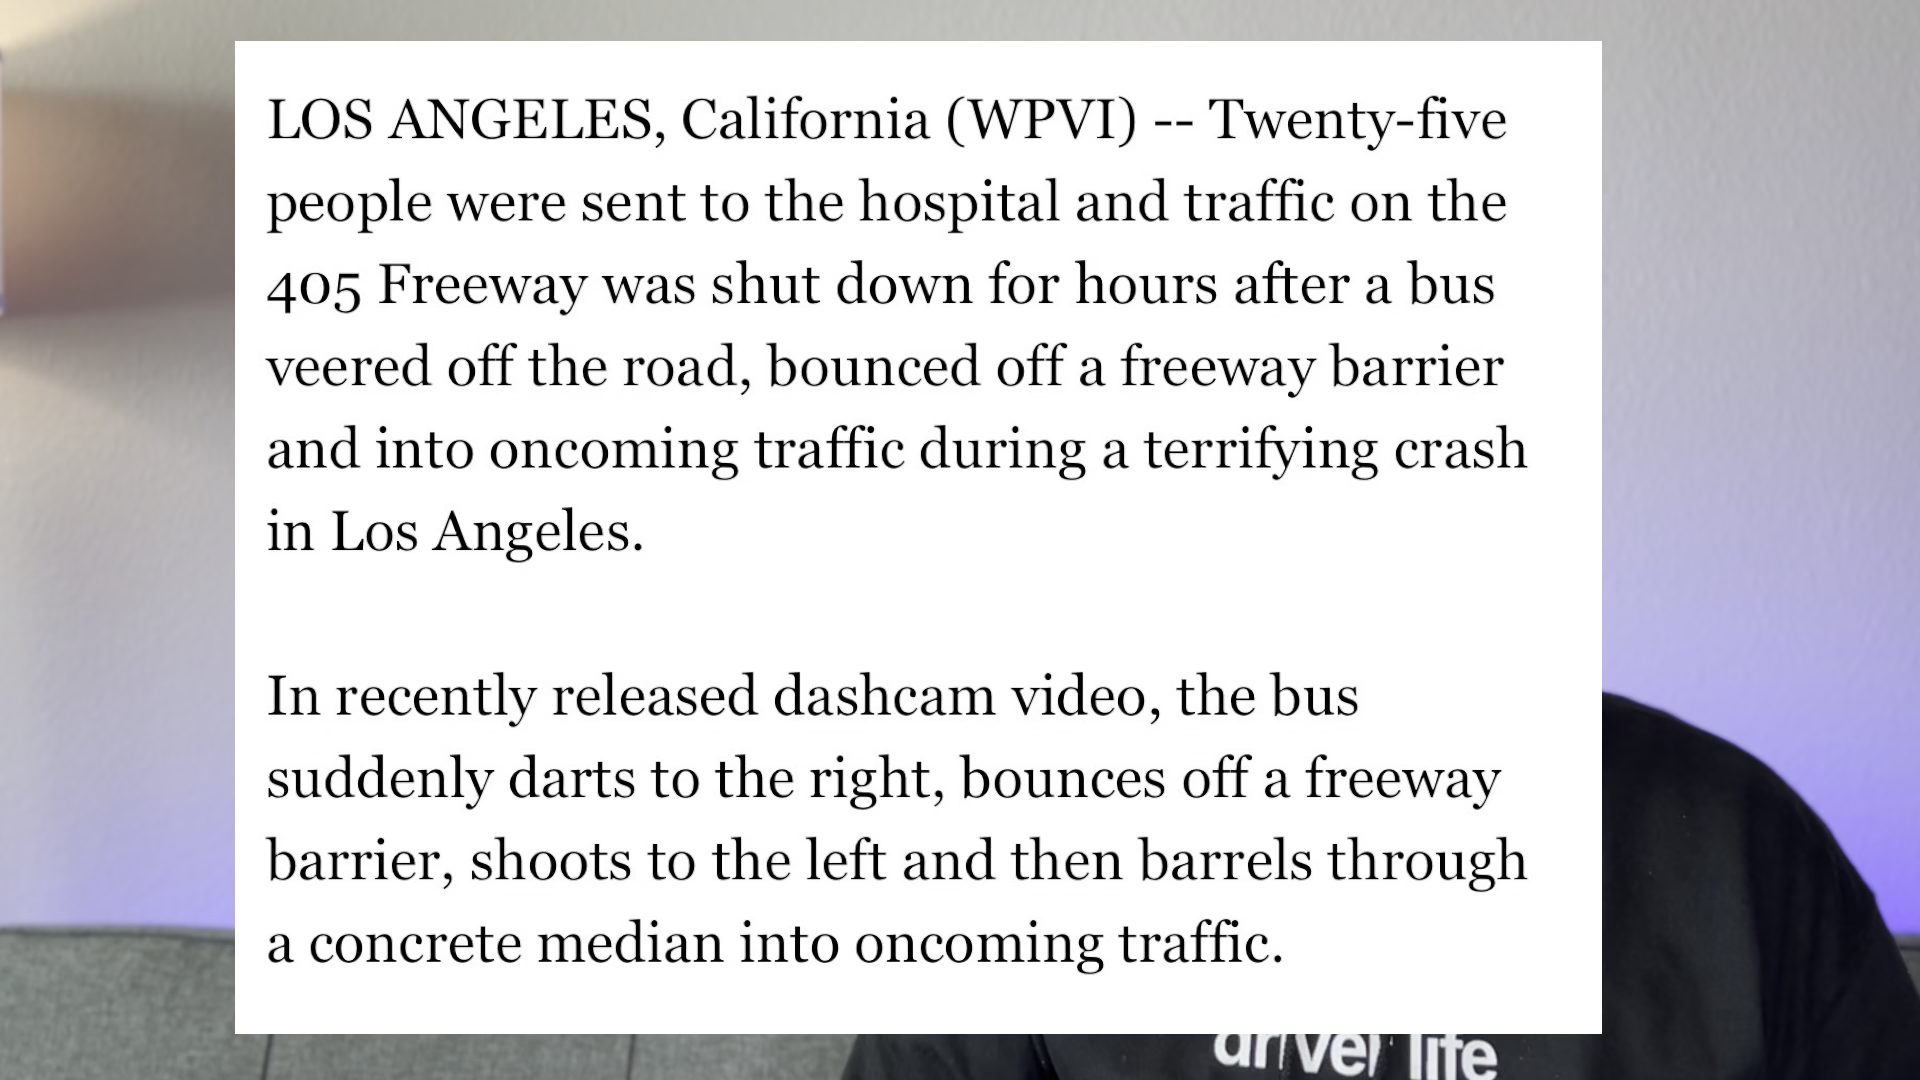 LOS ANGELES, California (WPVI) -- Twenty-five
people were sent to the hospital and traffic on the
405 Freeway was shut down for hours after a bus
veered off the road, bounced off a freeway barrier
and into oncoming traffic during a terrifying crash
in Los Angeles.
In recently released dashcam video, the bus
suddenly darts to the right, bounces off a freeway
barrier, shoots to the left and then barrels through
a concrete median into oncoming traffic.
driver life